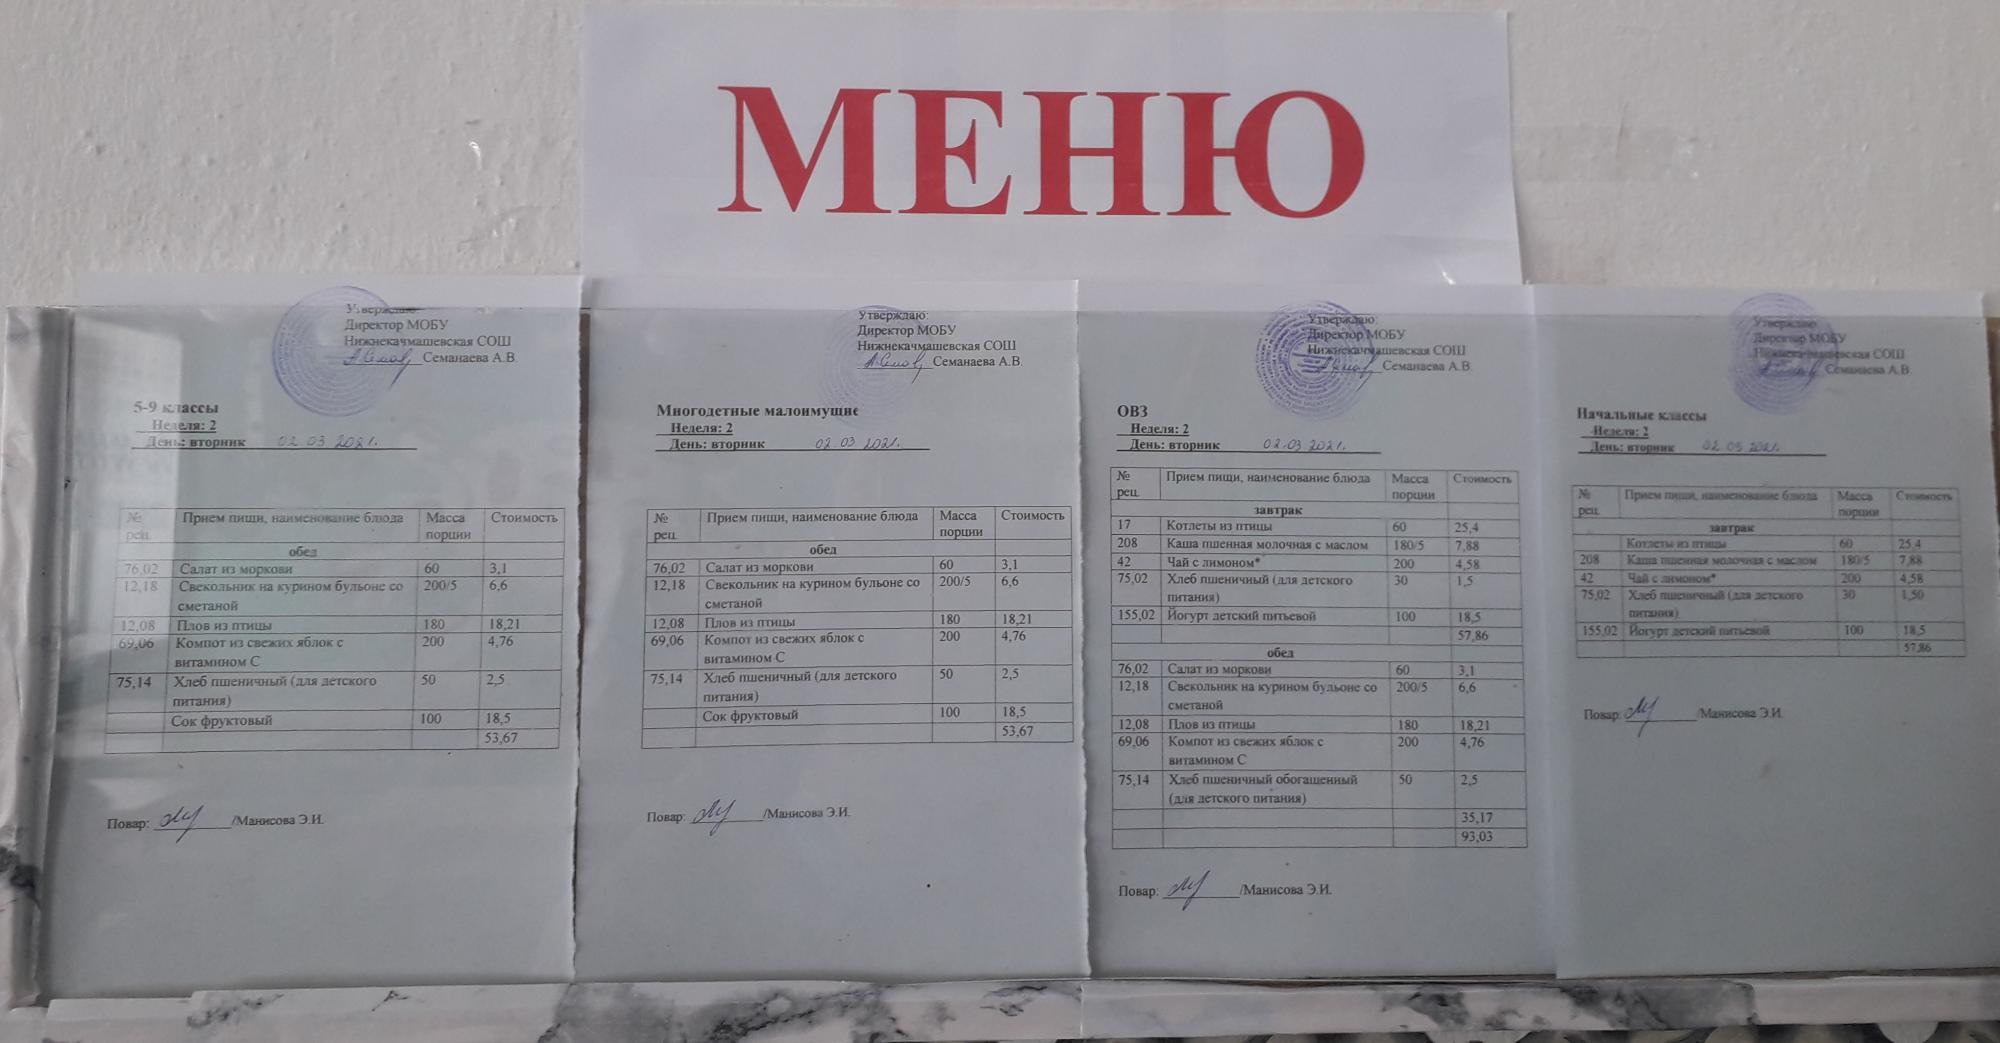 МЕНЮ
Утверждаю:
Директор МОБУ
Нижнекачмашевская СОШ
Семанаева А.В.
5-9 классы
Неделя: 2
День: вторник 02.03 2021г.
№ рец. Прием пищи, наименование блюда Масса порции Стоимость
обед
76,02 Салат из моркови 60 3,1
12,18 Свекольник на курином бульоне со 200/5 6,6
сметаной
12,08 Плов из птицы 180 18,21
69,06 Компот из свежих яблок с 200 4,76
витамином С
75,14 Хлеб пшеничный (для детского 50 2,5
питания)
Сок фруктовый 100 18,5
53,67
Повар: /Манисова Э.И.
Утверждаю:
Директор МОБУ
Нижнекачмашевская СОШ
Семанаева А.В.
Многодетные малоимущие
Неделя: 2
День: вторник 02.03 2021г.
№ рец. Прием пищи, наименование блюда Масса порции Стоимость
обед
76,02 Салат из моркови 60 3,1
12,18 Свекольник на курином бульоне со 200/5 6,6
сметаной
12,08 Плов из птицы 180 18,21
69,06 Компот из свежих яблок с 200 4,76
витамином С
75,14 Хлеб пшеничный (для детского 50 2,5
питания)
Сок фруктовый 100 18,5
53,67
Повар: /Манисова Э.И.
Утверждаю:
Директор МОБУ
Нижнекачмашевская СОШ
Семанаева А.В.
ОВЗ
Неделя: 2
День: вторник 02.03 2021г.
№ рец. Прием пищи, наименование блюда Масса порции Стоимость
завтрак
17 Котлеты из птицы 60 25,4
208 Каша пшенная молочная с маслом 180/5 7,88
42 Чай с лимоном* 200 4,58
75,02 Хлеб пшеничный (для детского 30 1,5
питания)
155,02 Йогурт детский питьевой 100 18,5
57,86
обед
76,02 Салат из моркови 60 3,1
12,18 Свекольник на курином бульоне со 200/5 6,6
сметаной
12,08 Плов из птицы 180 18,21
69,06 Компот из свежих яблок с 200 4,76
витамином С
75,14 Хлеб пшеничный обогащенный 50 2,5
(для детского питания)
35,17
93,03
Повар: /Манисова Э.И.
Утверждаю:
Директор МОБУ
Нижнекачмашевская СОШ
Семанаева А.В.
Начальные классы
Неделя: 2
День: вторник 02.03 2021г.
№ рец. Прием пищи, наименование блюда Масса порции Стоимость
завтрак
Котлеты из птицы 60 25,4
208 Каша пшенная молочная с маслом 180/5 7,88
42 Чай с лимоном* 200 4,58
75,02 Хлеб пшеничный (для детского 30 1,50
питания)
155,02 Йогурт детский питьевой 100 18,5
57,86
Повар: /Манисова Э.И.